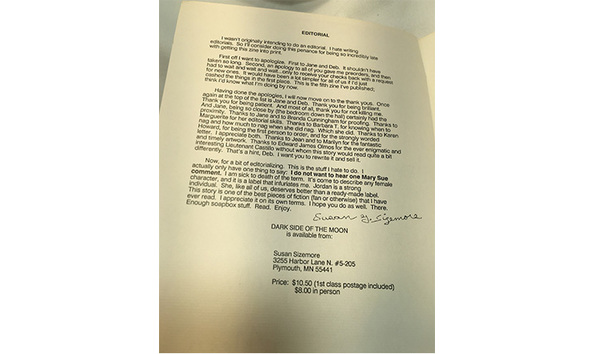 EDITORIAL
I wasn't originally intending to do an editorial. I hate writing
editorials. So I'll consider doing this penance for being so incredibly late
with getting this zine into print.
First off I want to apologize. First to Jane and Deb. It shouldn't have
taken so long. Second, an apology to all of you gave me preorders, and then
had to wait and wait and wait...only to receive your checks back with a request
for new ones. It would have been a lot simpler for all of us if I'd
cashed the things in the first place. This is the fifth zine I've published;
think I'd know what I'm doing by now.
Having done the apologies, I will now move on to the thank yous. Once
again at the top of the list is Jane and Deb. Thank you for being brilliant.
Thank you for being patient. And most of all, thank you for not killing me.
And Jane, being so close by (the bedroom down the hall) certainly had the
proximity. Thanks to Jane and to Brenda Cunningham for proofing. Thanks to
Marguerite for her editorial skills. Thanks to Barbara T. for knowing when to
nag and how much to nag when she did nag. Which she did. Thanks to Karen
Howard, for being the first person to order, and for the strongly worded
letter. I appreciate both. Thanks to Jean and to Marilyn for the fantastic
and timely artwork. Thanks to Edward James Olmos for the ever enigmatic and
interesting Lieutenant Castillo without whom this story would read quite a bit
differently. That's a hint, Deb. I want you to rewrite it and sell it.
Now, for a bit of editorializing. This is the stuff I hate to do. I
actually only have one thing to say: I do not want to hear one Mary Sue
comment. I am sick to death of the term. It's come to describe any female
character, and it is a label that infuriates me. Jordan is a strong
individual. She, like all of us, deserves better than a ready-made label.
This story is one of the best pieces of fiction (fan or otherwise) that I have
ever read. I appreciate it on its own terms. I hope you do as well. There.
Enough soapbox stuff. Read. Enjoy.
Susan G. Sizemore
DARK SIDE OF THE MOON
is available from:
Susan Sizemore
3255 Harbor Lane N. #5-205
Plymouth, MN 55441
Price: $10.50 (1st class postage included)
$8.00 in person